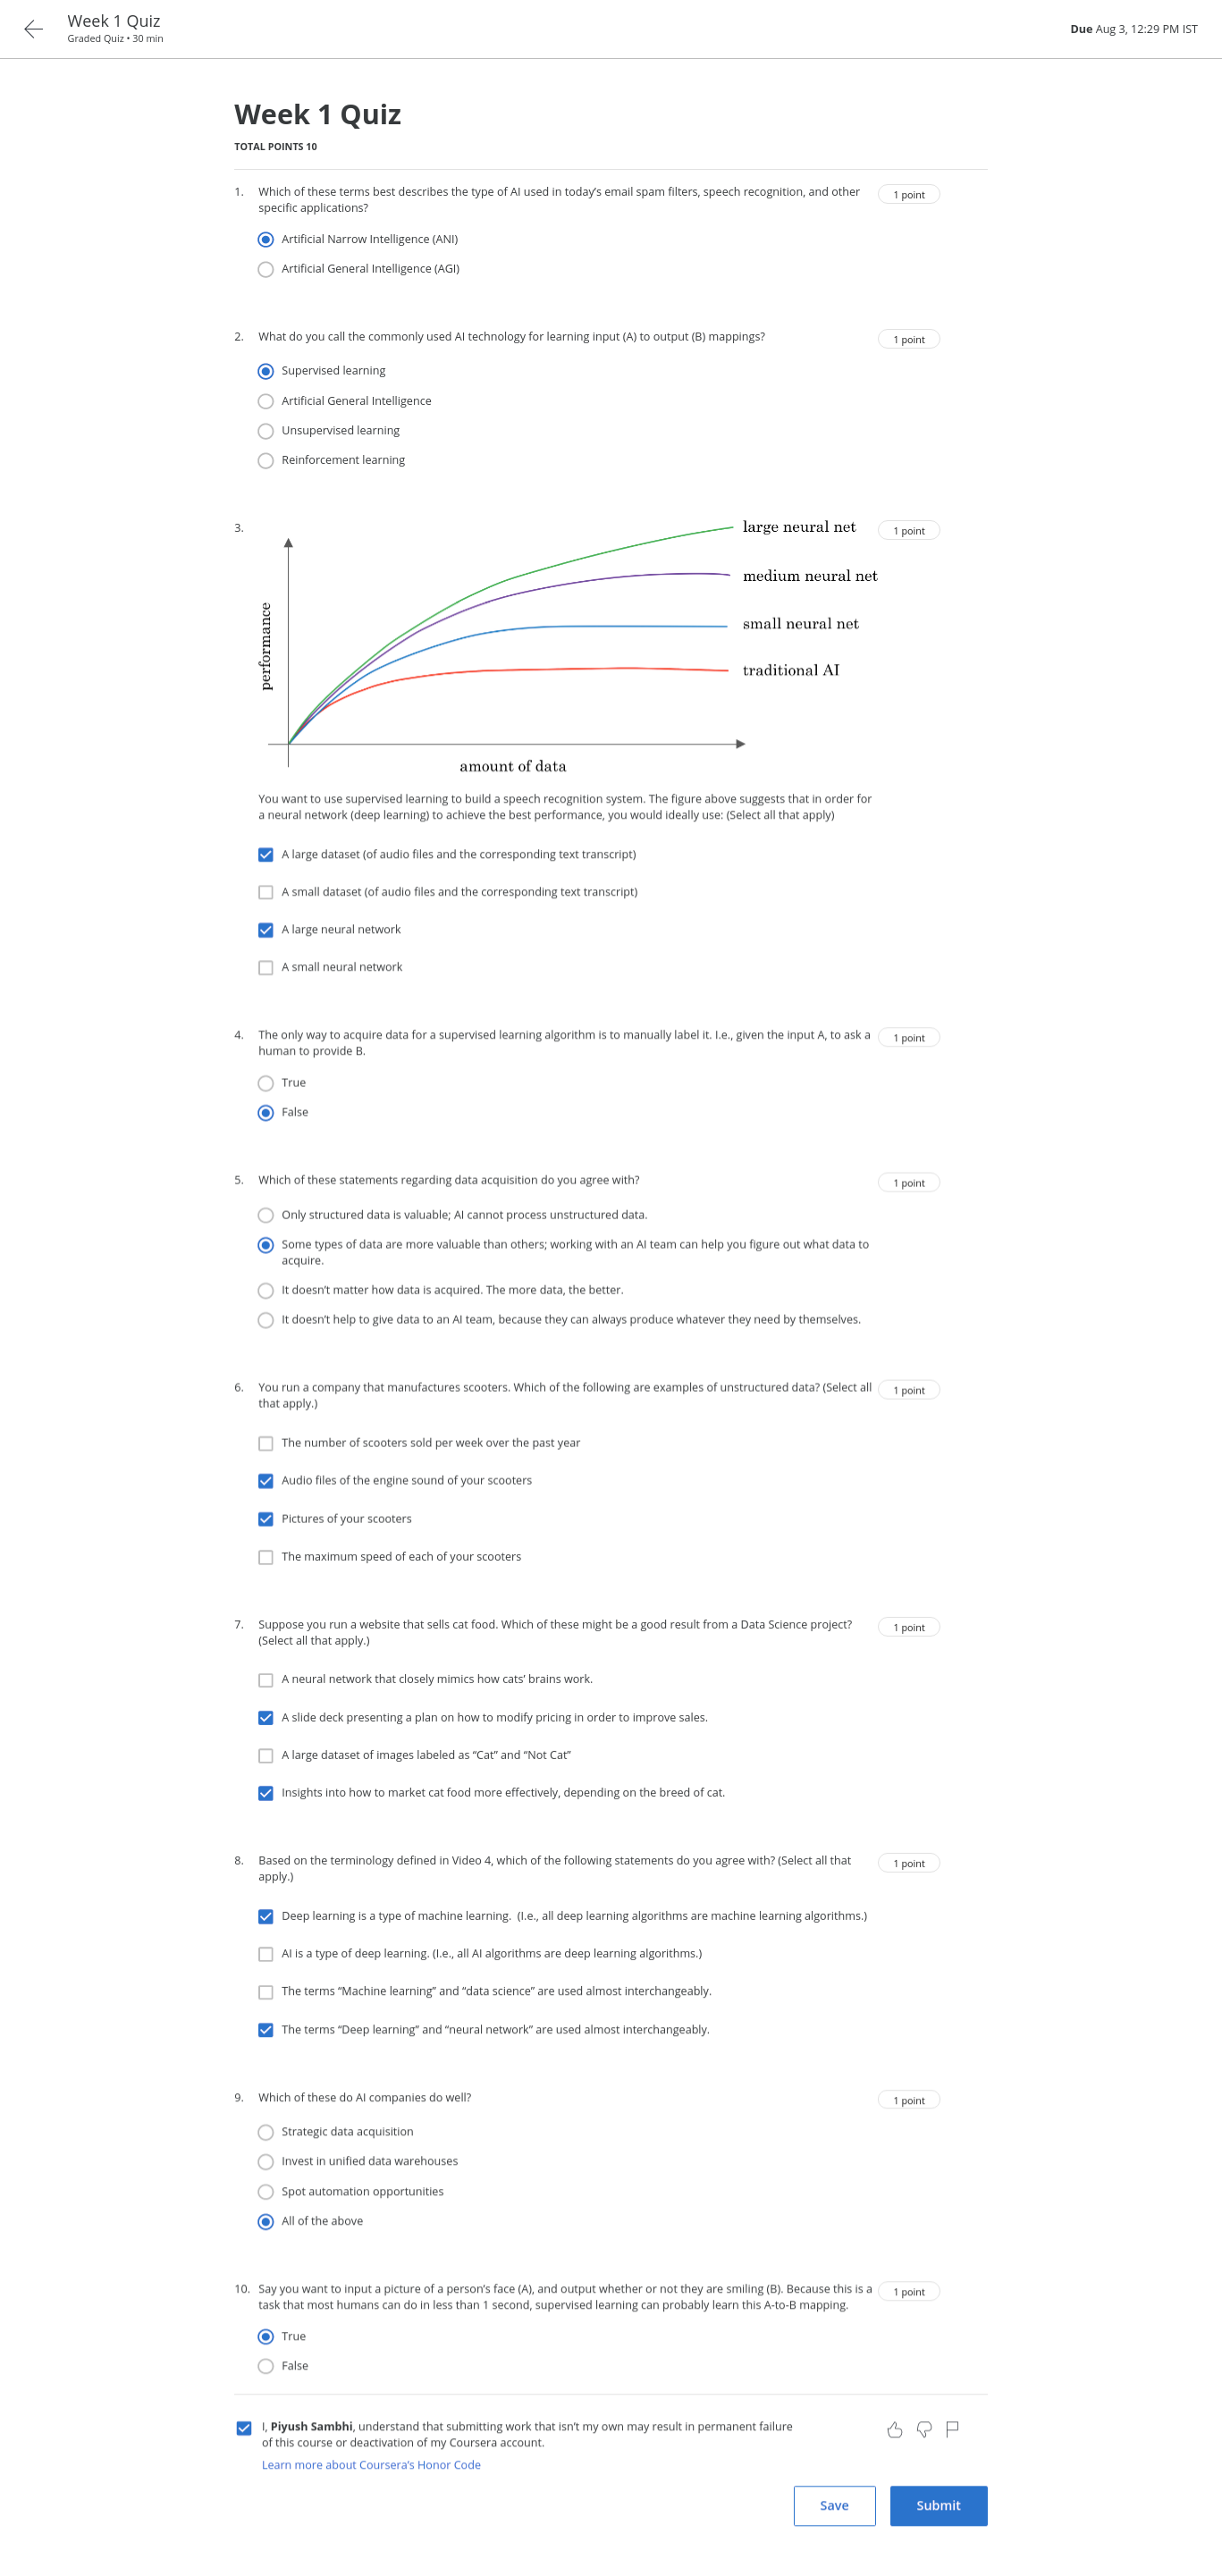 Week 1 Quiz
Graded Quiz • 30 min
Due Aug 3, 12:29 PM IST
Week 1 Quiz
TOTAL POINTS 10
1. Which of these terms best describes the type of AI used in today’s email spam filters, speech recognition, and other
specific applications?
1 point
Artificial Narrow Intelligence (ANI)
Artificial General Intelligence (AGI)
2. What do you call the commonly used AI technology for learning input (A) to output (B) mappings?
1 point
Supervised learning
Artificial General Intelligence
Unsupervised learning
Reinforcement learning
3.
1 point
large neural net
medium neural net
small neural net
traditional AI
performance
amount of data
You want to use supervised learning to build a speech recognition system. The figure above suggests that in order for
a neural network (deep learning) to achieve the best performance, you would ideally use: (Select all that apply)
A large dataset (of audio files and the corresponding text transcript)
A small dataset (of audio files and the corresponding text transcript)
A large neural network
A small neural network
4. The only way to acquire data for a supervised learning algorithm is to manually label it. I.e., given the input A, to ask a
human to provide B.
1 point
True
False
5. Which of these statements regarding data acquisition do you agree with?
1 point
Only structured data is valuable; AI cannot process unstructured data.
Some types of data are more valuable than others; working with an AI team can help you figure out what data to
acquire.
It doesn’t matter how data is acquired. The more data, the better.
It doesn’t help to give data to an AI team, because they can always produce whatever they need by themselves.
6. You run a company that manufactures scooters. Which of the following are examples of unstructured data? (Select all
that apply.)
1 point
The number of scooters sold per week over the past year
Audio files of the engine sound of your scooters
Pictures of your scooters
The maximum speed of each of your scooters
7. Suppose you run a website that sells cat food. Which of these might be a good result from a Data Science project?
(Select all that apply.)
1 point
A neural network that closely mimics how cats’ brains work.
A slide deck presenting a plan on how to modify pricing in order to improve sales.
A large dataset of images labeled as “Cat” and “Not Cat”
Insights into how to market cat food more effectively, depending on the breed of cat.
8. Based on the terminology defined in Video 4, which of the following statements do you agree with? (Select all that
apply.)
1 point
Deep learning is a type of machine learning. (I.e., all deep learning algorithms are machine learning algorithms.)
AI is a type of deep learning. (I.e., all AI algorithms are deep learning algorithms.)
The terms “Machine learning” and “data science” are used almost interchangeably.
The terms “Deep learning” and “neural network” are used almost interchangeably.
9. Which of these do AI companies do well?
1 point
Strategic data acquisition
Invest in unified data warehouses
Spot automation opportunities
All of the above
10. Say you want to input a picture of a person’s face (A), and output whether or not they are smiling (B). Because this is a
task that most humans can do in less than 1 second, supervised learning can probably learn this A-to-B mapping.
1 point
True
False
I, Piyush Sambhi, understand that submitting work that isn’t my own may result in permanent failure
of this course or deactivation of my Coursera account.
Learn more about Coursera’s Honor Code
Save
Submit